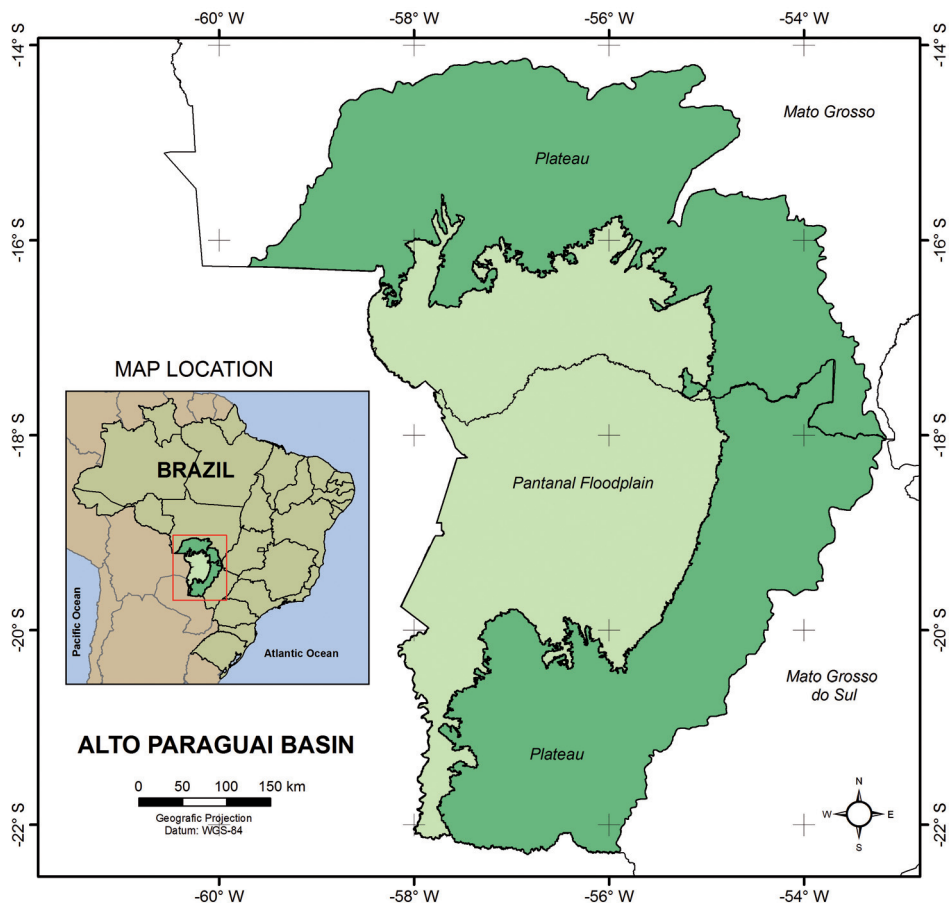 -60° W
-58° W
-56° W
-54° W
-14° S
-14° S
Mato Grosso
Plateau
-16° S
-16° S
MAP LOCATION
BRAZIL
Pacific Ocean
Atlantic Ocean
-18° S
-18° S
Pantanal Floodplain
-20° S
-20° S
Mato Grosso
do Sul
ALTO PARAGUAI BASIN
Plateau
0 50 100 150 km
Geografic Projection
Datum: WGS-84
N
W E
S
-22° S
-22° S
-60° W
-58° W
-56° W
-54° W